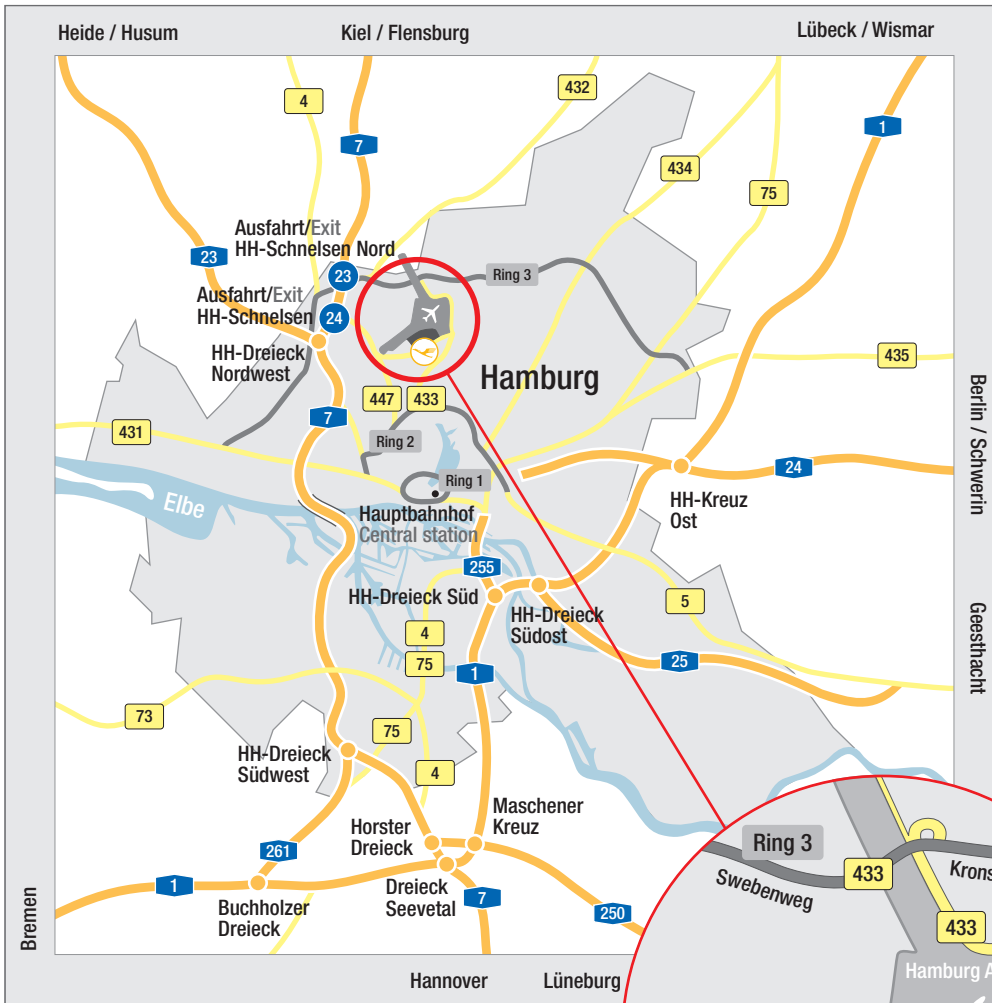 Heide / Husum
Kiel / Flensburg
Lübeck / Wismar
4
432
7
1
434
75
Ausfahrt/Exit
HH-Schnelsen Nord
23
23
Ring 3
Ausfahrt/Exit
HH-Schnelsen
24
HH-Dreieck
Nordwest
435
Hamburg
447
433
7
431
Ring 2
Berlin / Schwerin
24
Ring 1
HH-Kreuz
Ost
Elbe
Hauptbahnhof
Central station
255
HH-Dreieck Süd
HH-Dreieck
Südost
5
Geesthacht
4
75
25
1
73
75
HH-Dreieck
Südwest
4
Maschener
Kreuz
Horster
Dreieck
261
Ring 3
433
Krons
Swebenweg
1
Buchholzer
Dreieck
Dreieck
Seevetal
7
250
433
Bremen
Hamburg A
Hannover
Lüneburg